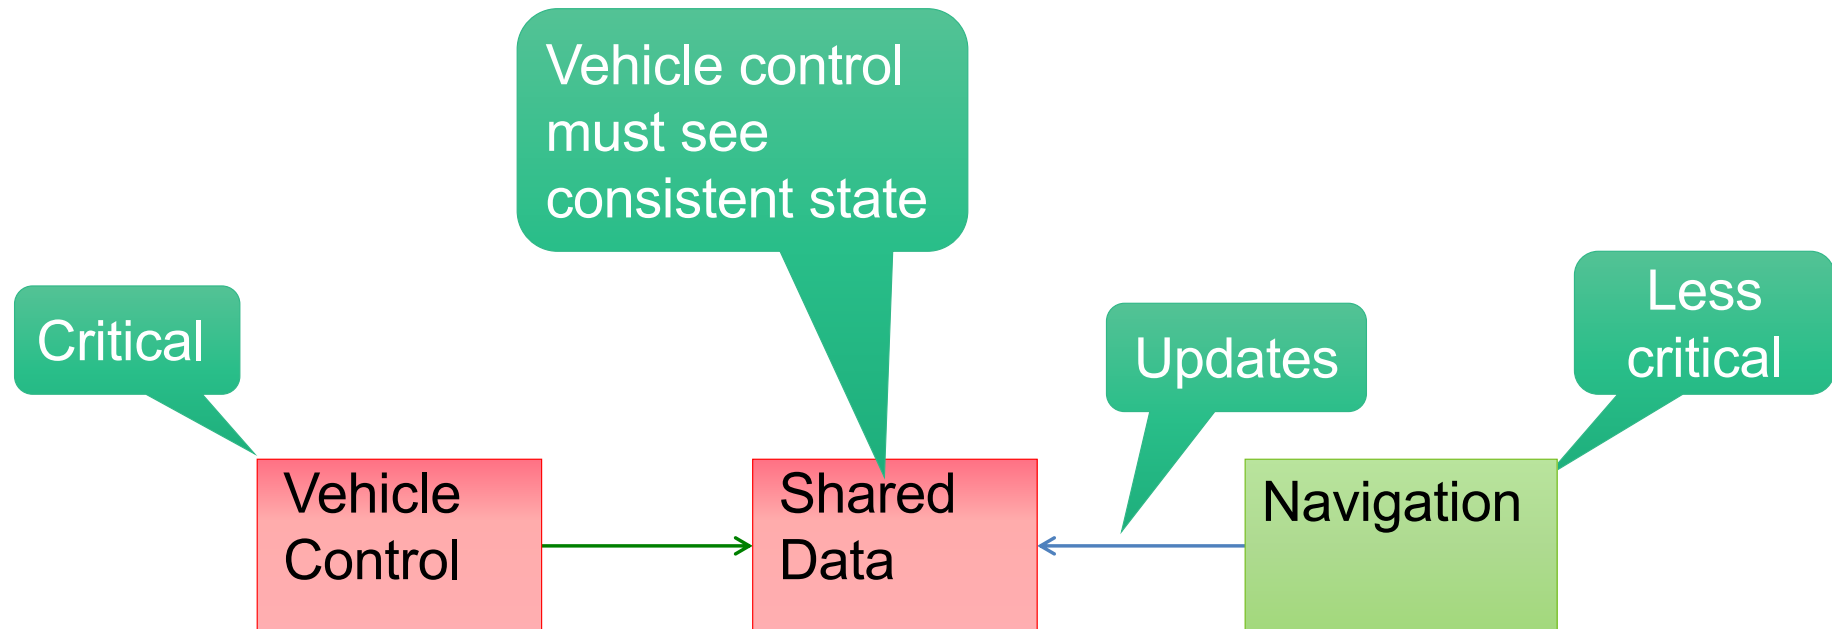 Vehicle control
must see
consistent state
Critical
Updates
Less
critical
Vehicle
Control
Shared
Data
Navigation